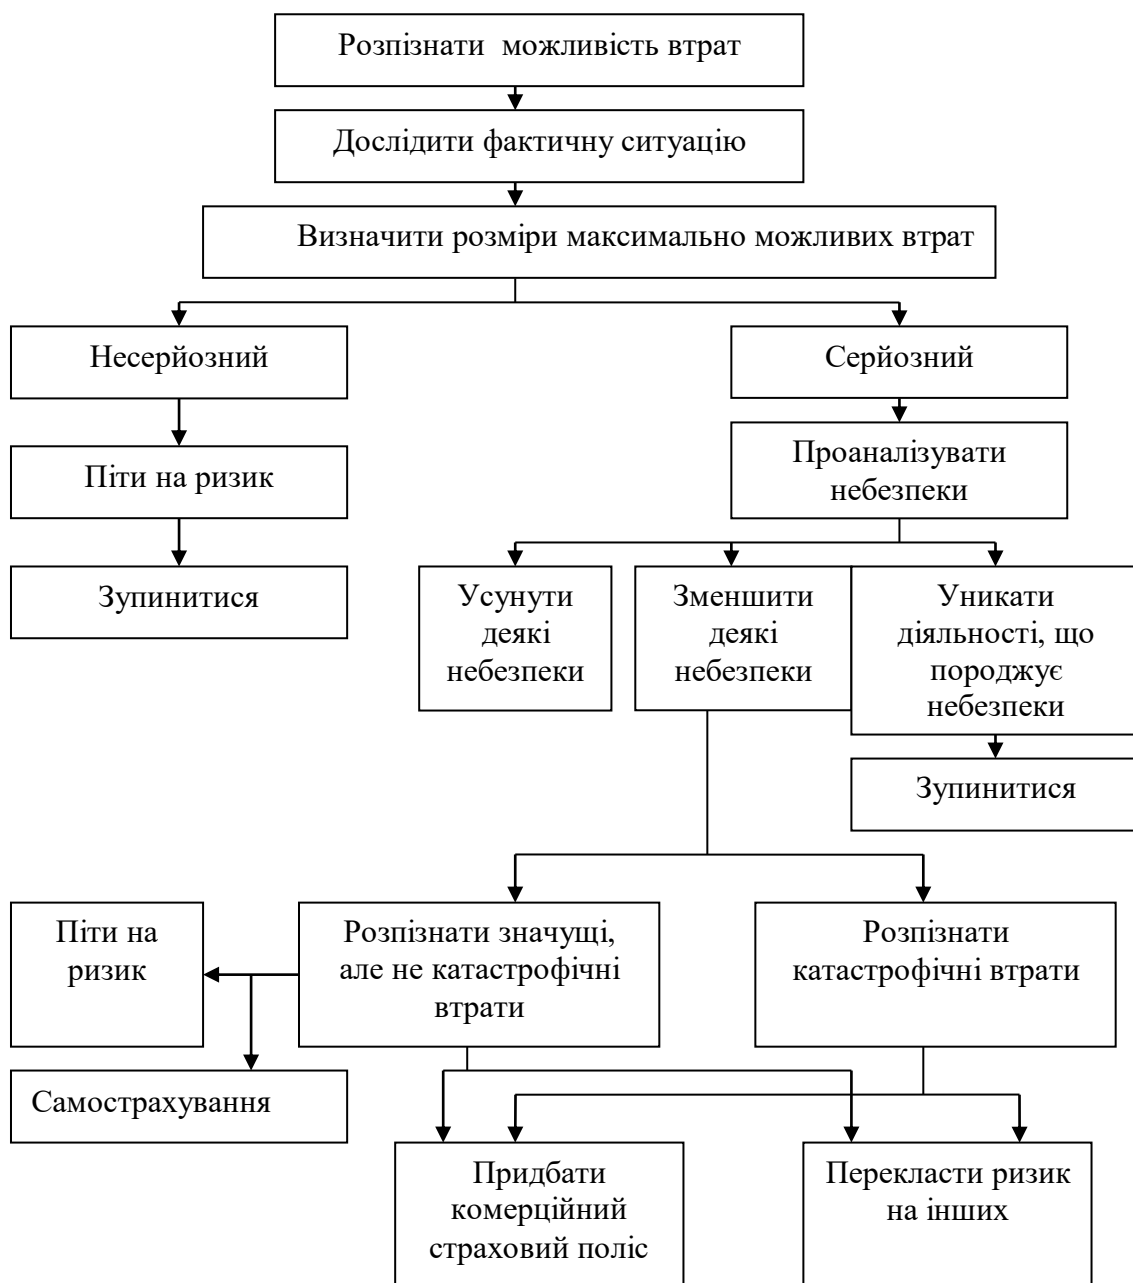 Розпізнати можливість втрат
Дослідити фактичну ситуацію
Визначити розміри максимально можливих втрат
Несерйозний
Серйозний
Піти на ризик
Проаналізувати
небезпеки
Зупинитися
Усунути
деякі
небезпеки
Зменшити
деякі
небезпеки
Уникати
діяльності, що
породжує
небезпеки
Зупинитися
Піти на
ризик
Розпізнати значущі,
але не катастрофічні
втрати
Розпізнати
катастрофічні втрати
Самострахування
Придбати
комерційний
страховий поліс
Перекласти ризик
на інших